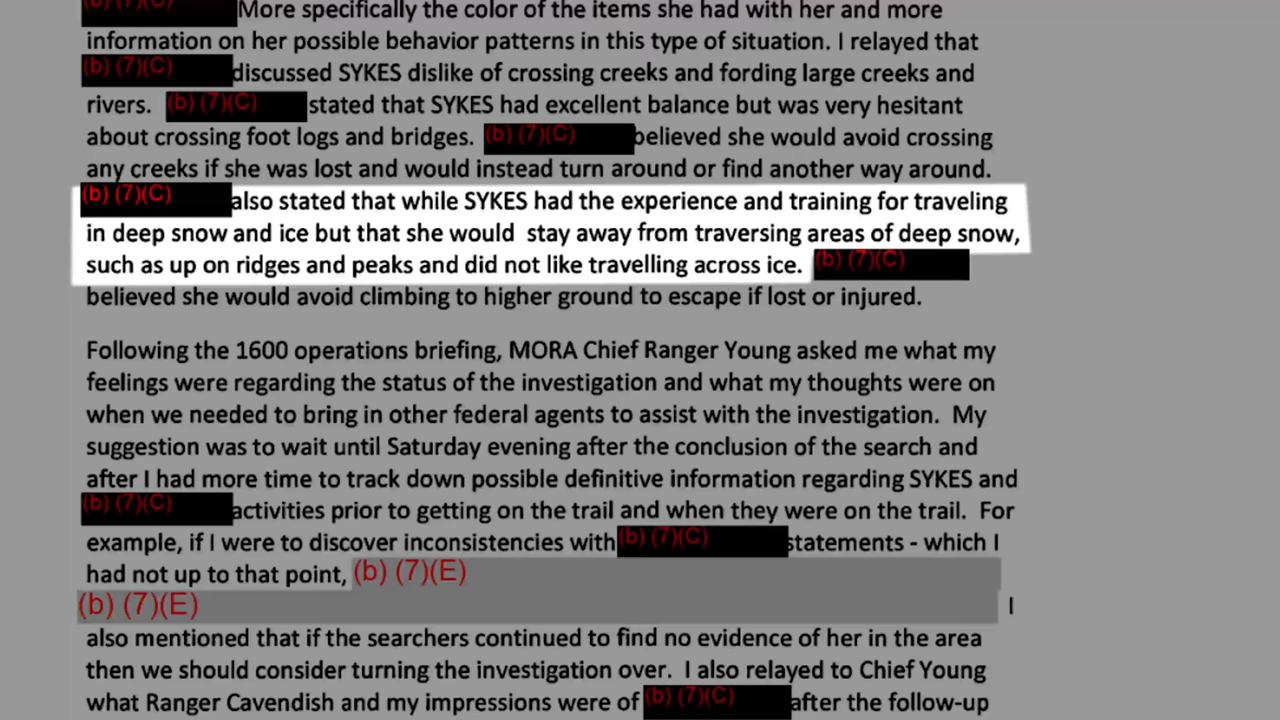 (b) (7)(C) More specifically the color of the items she had with her and more
information on her possible behavior patterns in this type of situation. I relayed that
(b) (7)(C) discussed SYKES dislike of crossing creeks and fording large creeks and
rivers. (b) (7)(C) stated that SYKES had excellent balance but was very hesitant
about crossing foot logs and bridges. (b) (7)(C) believed she would avoid crossing
any creeks if she was lost and would instead turn around or find another way around.
(b) (7)(C) also stated that while SYKES had the experience and training for traveling
in deep snow and ice but that she would stay away from traversing areas of deep snow,
such as up on ridges and peaks and did not like travelling across ice. (b) (7)(C)
believed she would avoid climbing to higher ground to escape if lost or injured.
Following the 1600 operations briefing, MORA Chief Ranger Young asked me what my
feelings were regarding the status of the investigation and what my thoughts were on
when we needed to bring in other federal agents to assist with the investigation. My
suggestion was to wait until Saturday evening after the conclusion of the search and
after I had more time to track down possible definitive information regarding SYKES and
(b) (7)(C) activities prior to getting on the trail and when they were on the trail. For
example, if I were to discover inconsistencies with (b) (7)(C) statements - which I
had not up to that point, (b) (7)(E)
(b) (7)(E) I
also mentioned that if the searchers continued to find no evidence of her in the area
then we should consider turning the investigation over. I also relayed to Chief Young
what Ranger Cavendish and my impressions were of (b) (7)(C) after the follow-up